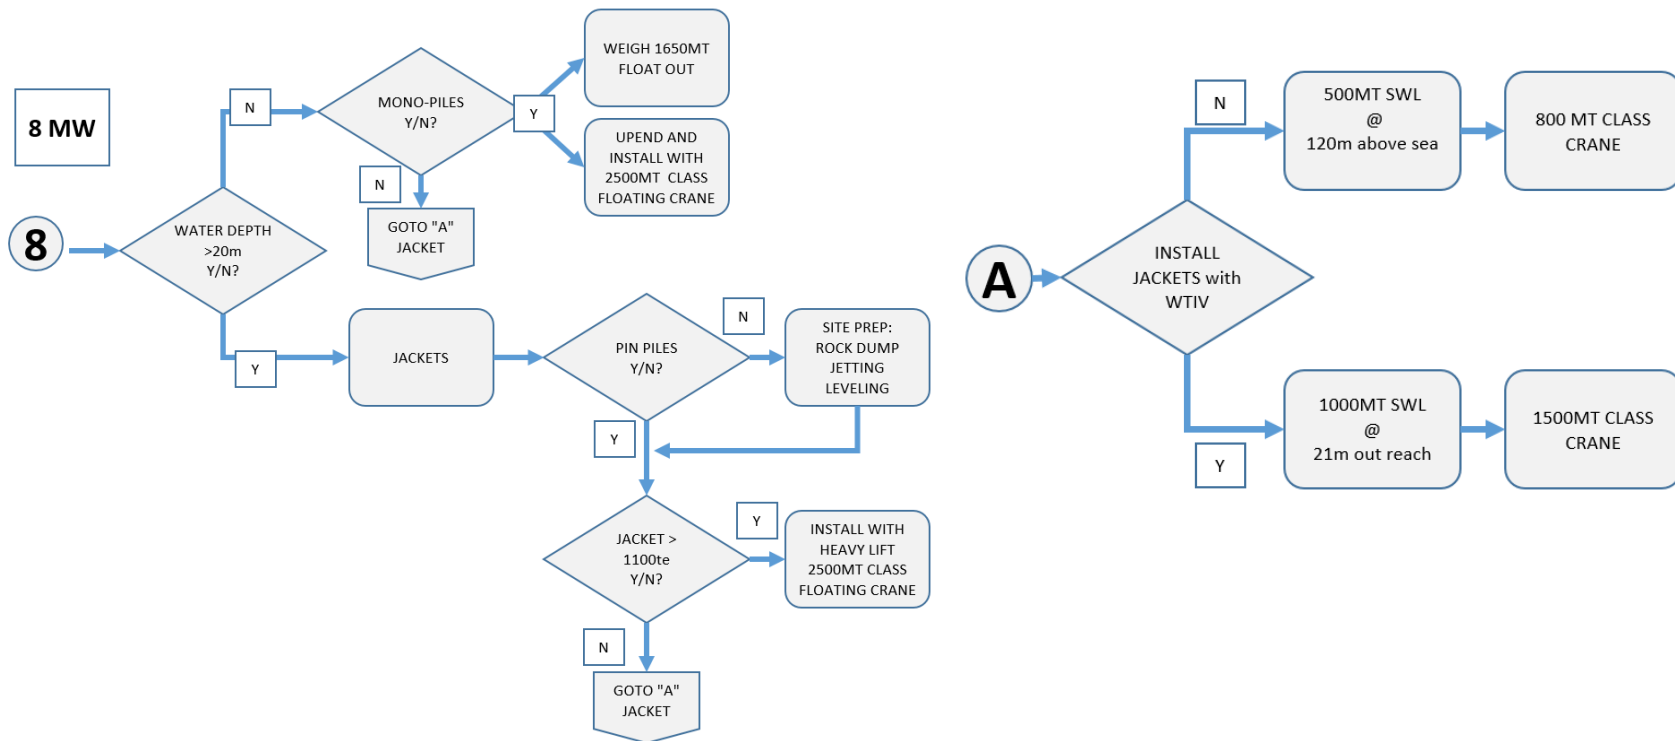 8 MW
8
WATER DEPTH
>20m
Y/N?
N
MONO-PILES
Y/N?
Y
WEIGH 1650MT
FLOAT OUT
UPEND AND
INSTALL WITH
2500MT CLASS
FLOATING CRANE
N
GOTO "A"
JACKET
Y
JACKETS
PIN PILES
Y/N?
N
SITE PREP:
ROCK DUMP
JETTING
LEVELING
Y
JACKET >
1100te
Y/N?
Y
INSTALL WITH
HEAVY LIFT
2500MT CLASS
FLOATING CRANE
N
GOTO "A"
JACKET
A
INSTALL
JACKETS with
WTIV
N
500MT SWL
@
120m above sea
800 MT CLASS
CRANE
Y
1000MT SWL
@
21m out reach
1500MT CLASS
CRANE